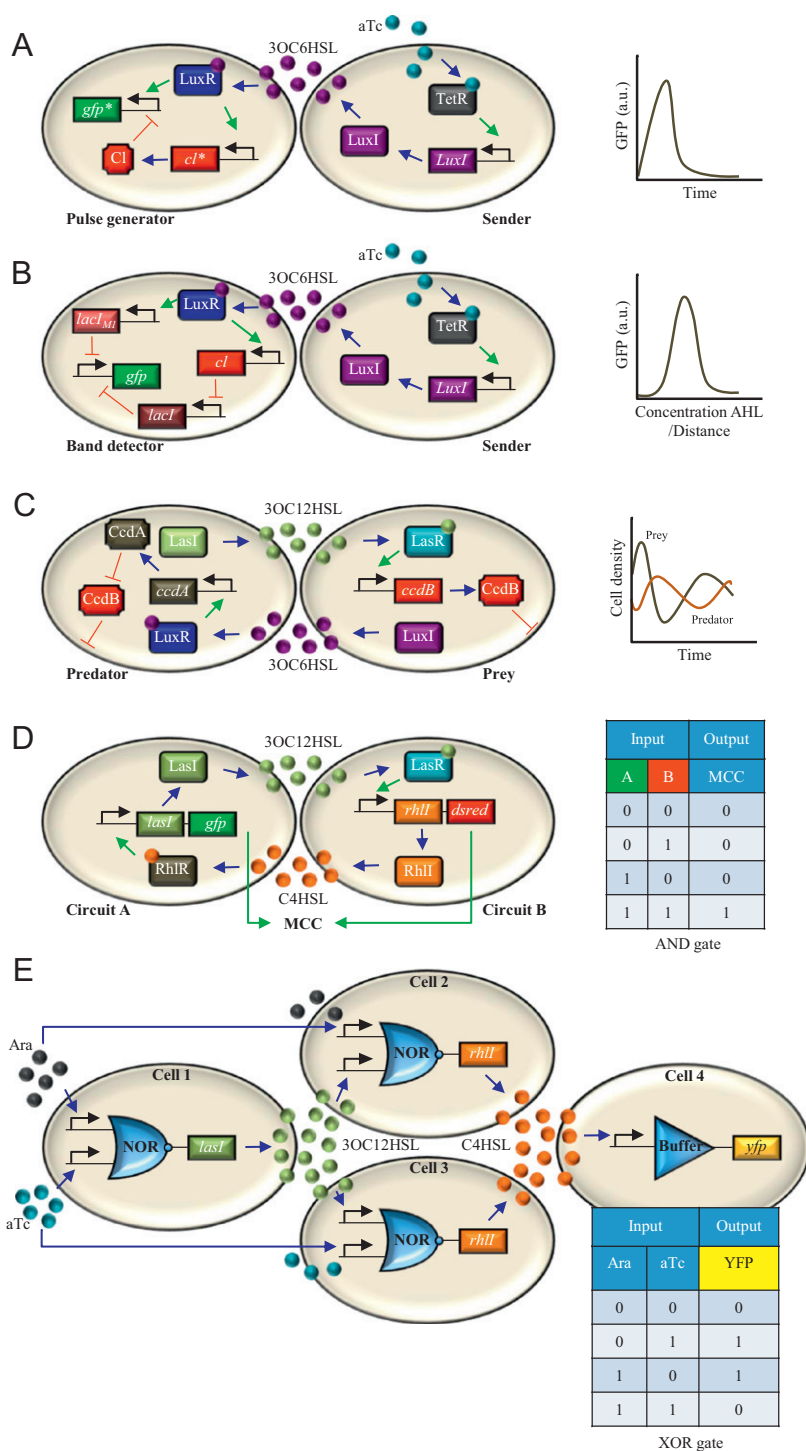 A
aTc
3OC6HSL
LuxR
gfp*
TetR
GFP (a.u.)
CI
cI*
LuxI
LuxI
Time
Pulse generator
Sender
B
aTc
3OC6HSL
LuxR
lacI_M1
TetR
GFP (a.u.)
gfp
cI
LuxI
LuxI
lacI
Concentration AHL
/Distance
Band detector
Sender
C
3OC12HSL
CcdA
LasI
LasR
Prey
Cell density
CcdB
ccdA
ccdB
CcdB
LuxR
LuxI
Predator
Predator
3OC6HSL
Prey
Time
D
3OC12HSL
LasI
LasR
Input Output
A B MCC
lasI gfp
rhlI dsred
0 0 0
0 1 0
RhlR
RhlI
1 0 0
C4HSL
Circuit A
MCC
Circuit B
1 1 1
AND gate
E
Cell 2
Ara
NOR
rhlI
Cell 1
Cell 4
NOR
lasI
3OC12HSL
C4HSL
Buffer
yfp
Cell 3
aTc
NOR
rhlI
Input Output
Ara aTc YFP
0 0 0
0 1 1
1 0 1
1 1 0
XOR gate